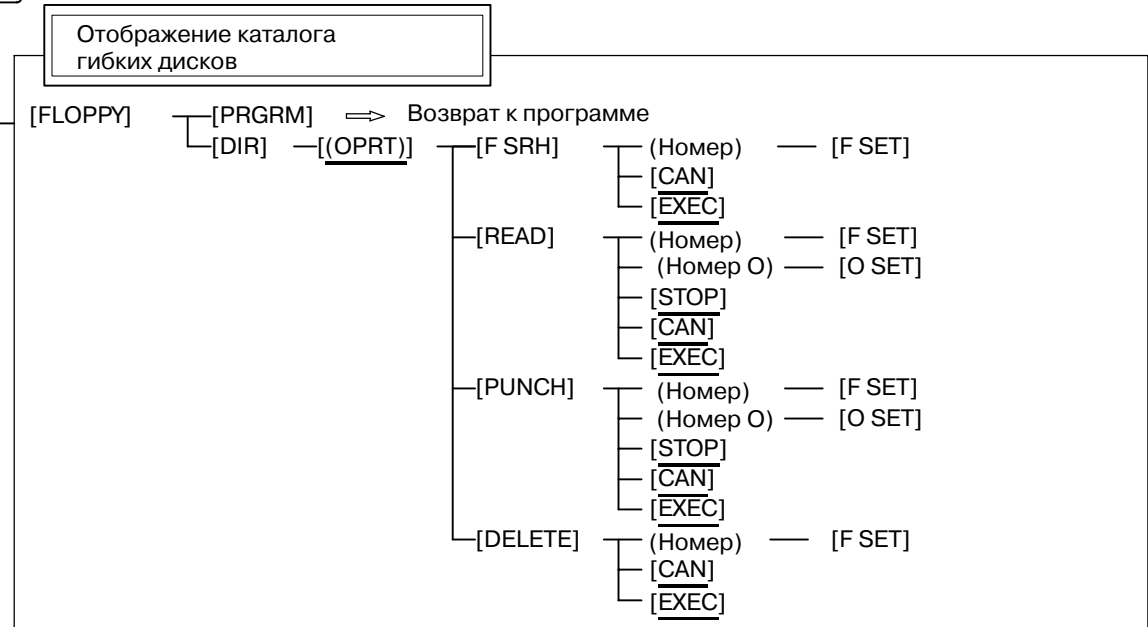 Отображение каталога
гибких дисков
[FLOPPY] [PRGRM] Возврат к программе
[DIR] [(OPRT)] [F SRH] (Номер) [F SET]
[CAN]
[EXEC]
[READ] (Номер) [F SET]
(Номер O) [O SET]
[STOP]
[CAN]
[EXEC]
[PUNCH] (Номер) [F SET]
(Номер O) [O SET]
[STOP]
[CAN]
[EXEC]
[DELETE] (Номер) [F SET]
[CAN]
[EXEC]